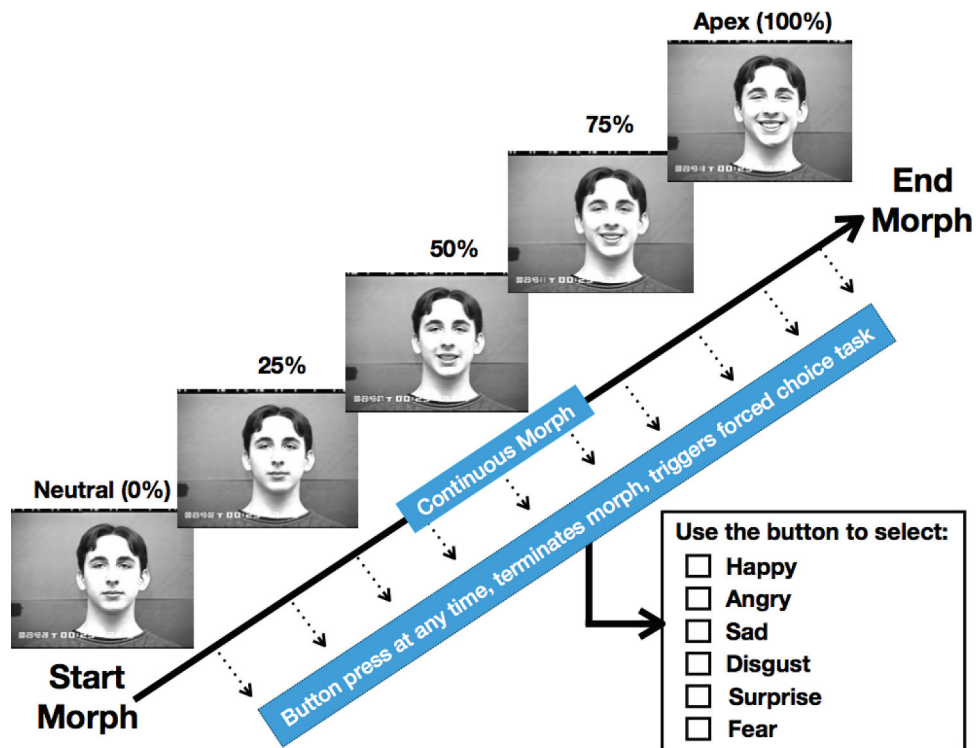 Apex (100%)
75%
50%
25%
Neutral (0%)
End
Morph
Continuous Morph
Button press at any time, terminates morph, triggers forced choice task
Start
Morph
Use the button to select:
Happy
Angry
Sad
Disgust
Surprise
Fear